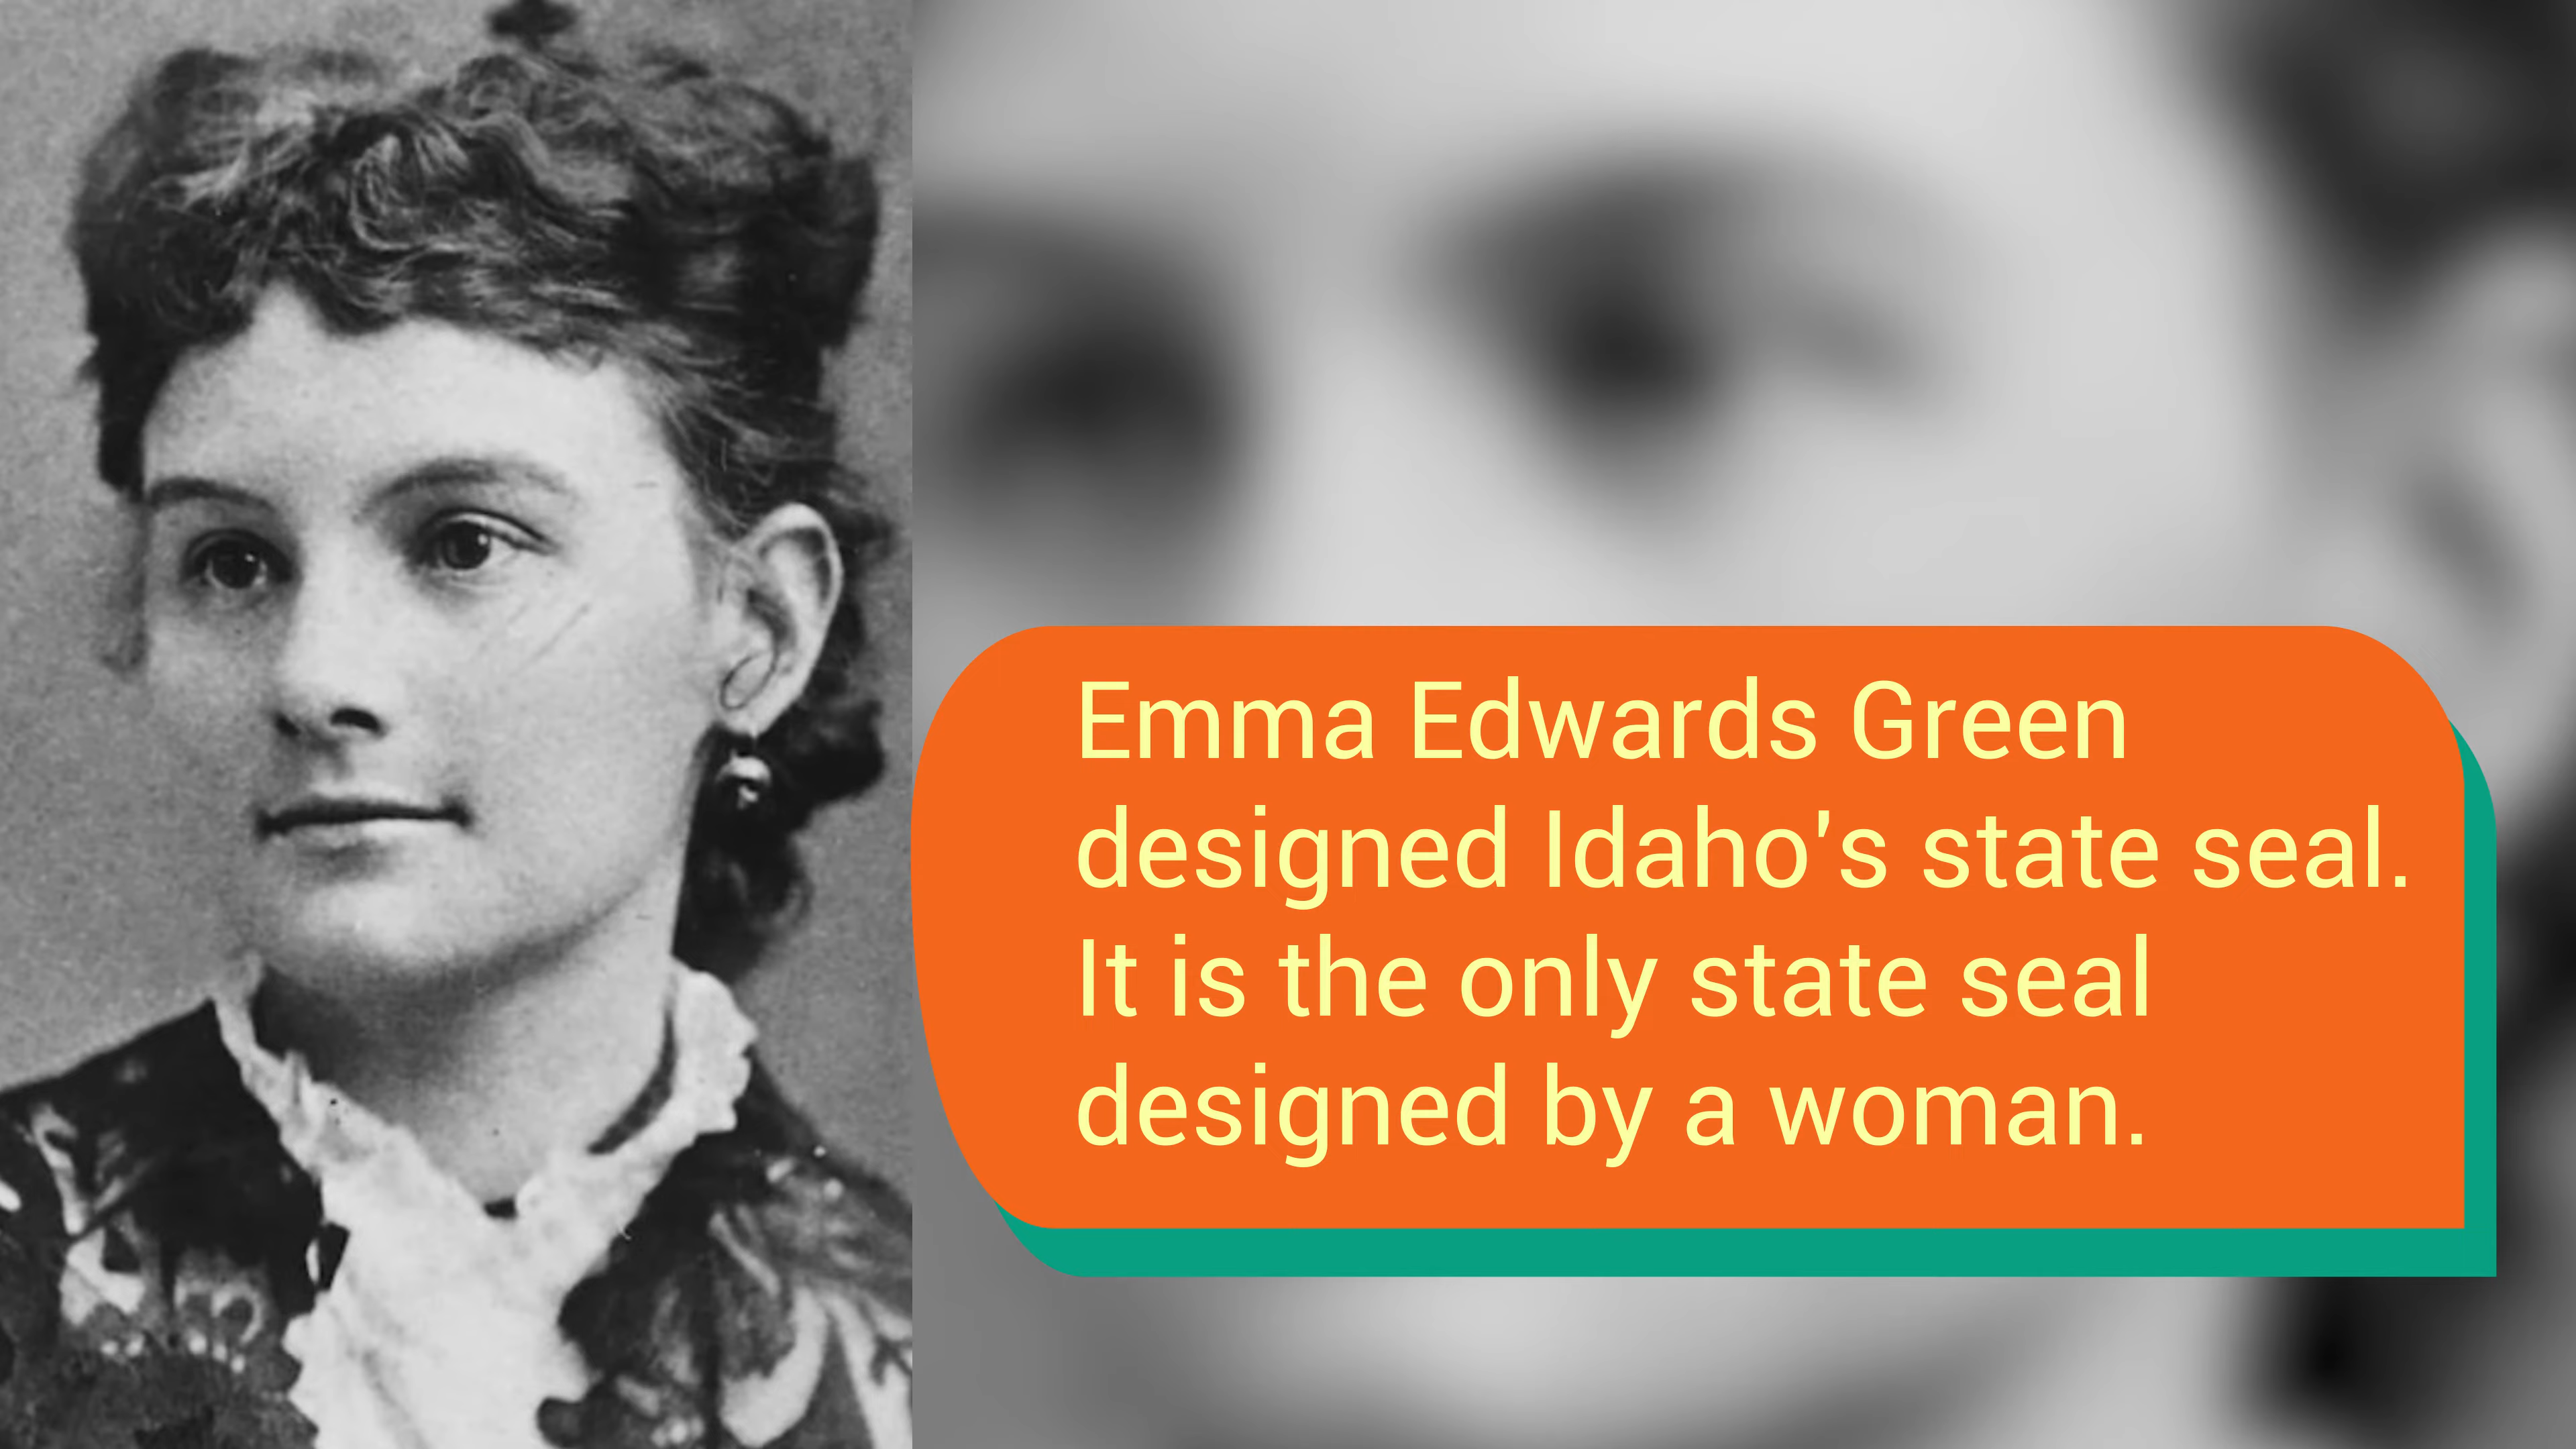 Emma Edwards Green
designed Idaho's state seal.
It is the only state seal
designed by a woman.